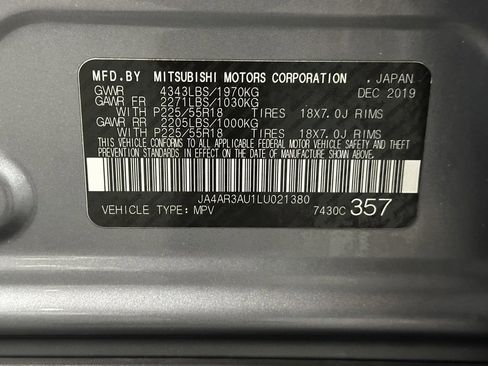 MFD.BY MITSUBISHI MOTORS CORPORATION . JAPAN
GVWR 4343LBS/1970KG DEC 2019
GAWR FR 2271LBS/1030KG
WITH P225/55R18 TIRES 18X7.0J RIMS
GAWR RR 2205LBS/1000KG
WITH P225/55R18 TIRES 18X7.0J RIMS
THIS VEHICLE CONFORMS TO ALL APPLICABLE FEDERAL MOTOR VEHICLE SAFETY AND THEFT
PREVENTION STANDARDS IN EFFECT ON THE DATE OF MANUFACTURE SHOWN ABOVE.
JA4AR3AU1LU021380
VEHICLE TYPE: MPV 7430C 357